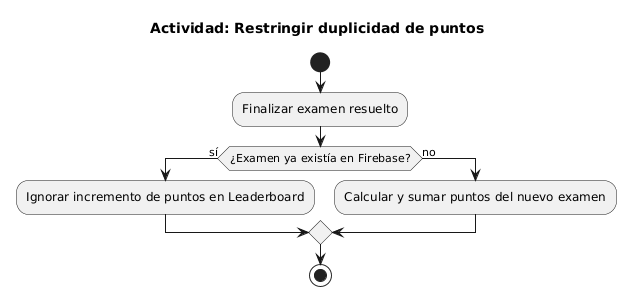 Actividad: Restringir duplicidad de puntos
Finalizar examen resuelto
sí
¿Examen ya existía en Firebase?
no
Ignorar incremento de puntos en Leaderboard
Calcular y sumar puntos del nuevo examen